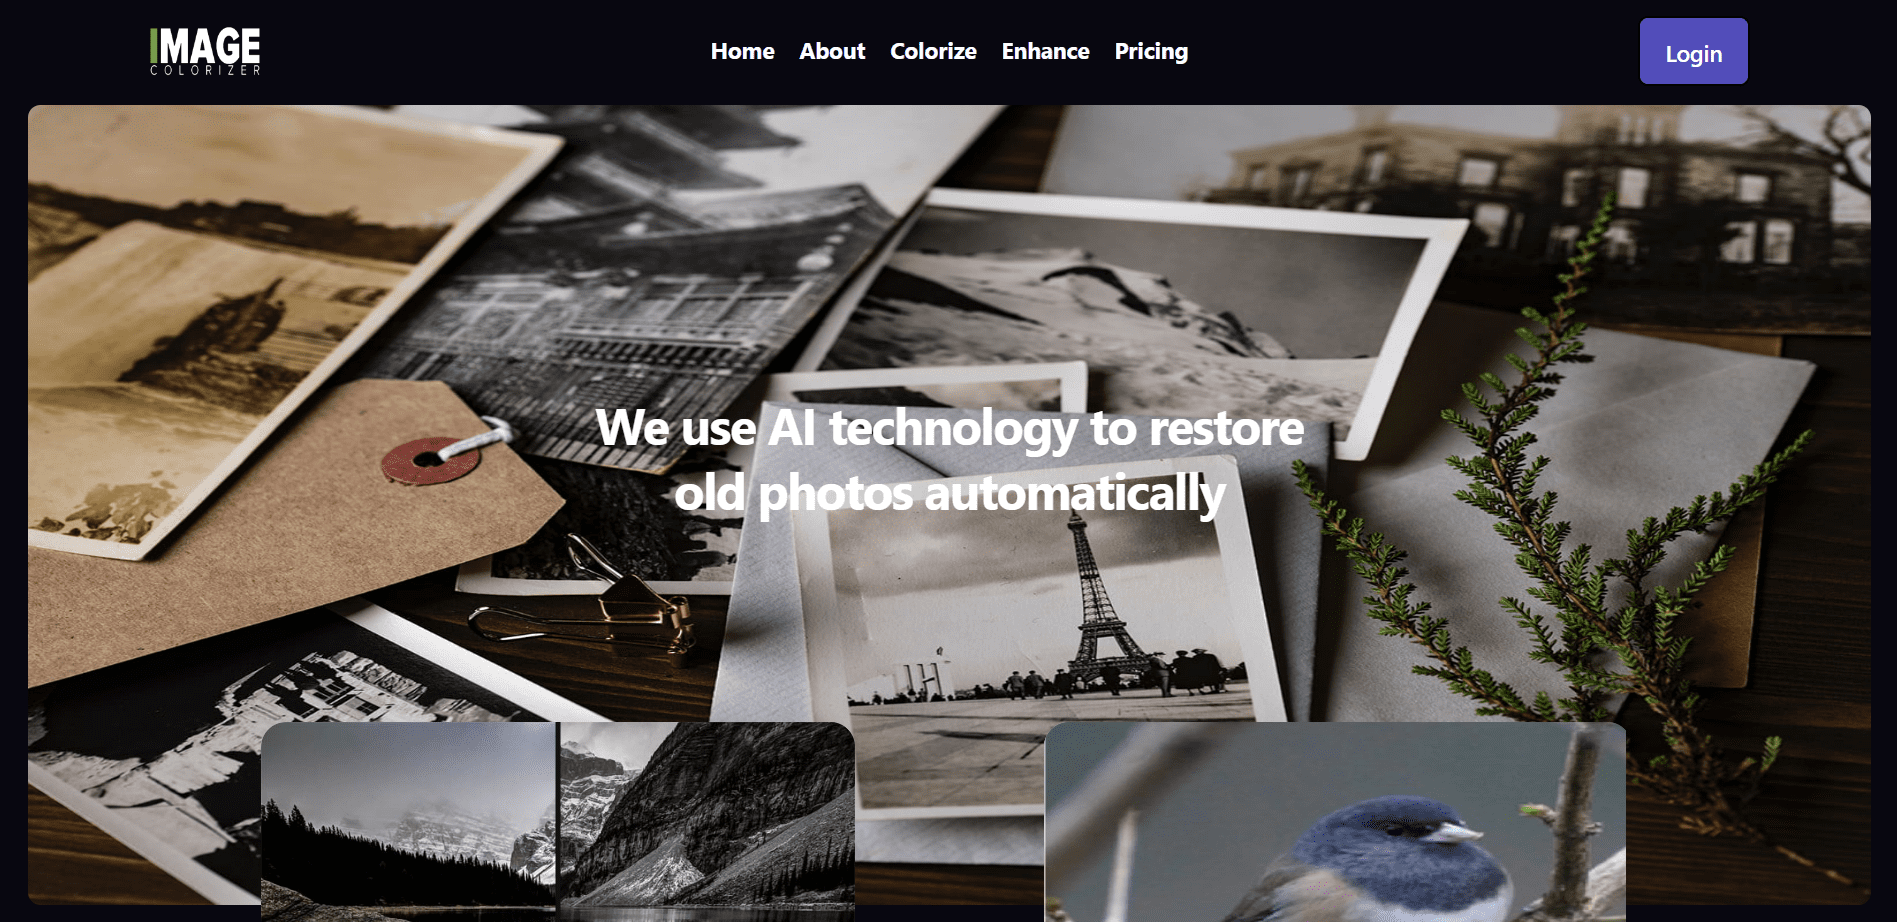 IMAGE
COLORIZER
Home About Colorize Enhance Pricing
Login
We use AI technology to restore
old photos automatically